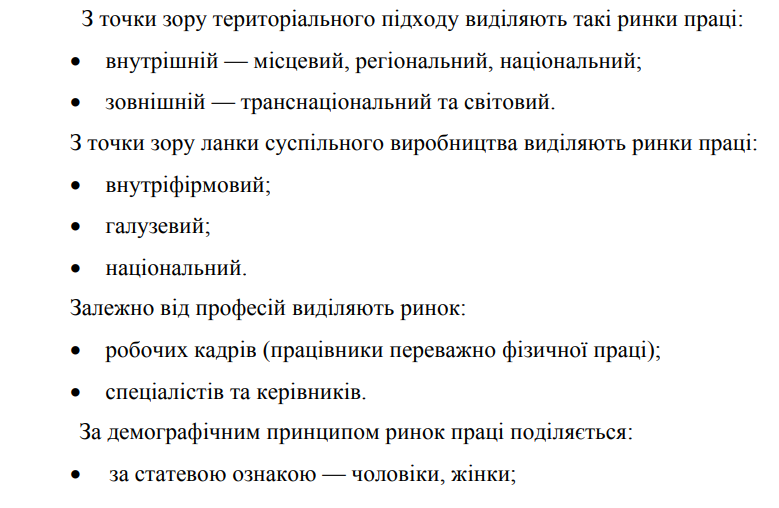 З точки зору територіального підходу виділяють такі ринки праці:
• внутрішній — місцевий, регіональний, національний;
• зовнішній — транснаціональний та світовий.
З точки зору ланки суспільного виробництва виділяють ринки праці:
• внутріфірмовий;
• галузевий;
• національний.
Залежно від професій виділяють ринок:
• робочих кадрів (працівники переважно фізичної праці);
• спеціалістів та керівників.
За демографічним принципом ринок праці поділяється:
• за статевою ознакою — чоловіки, жінки;